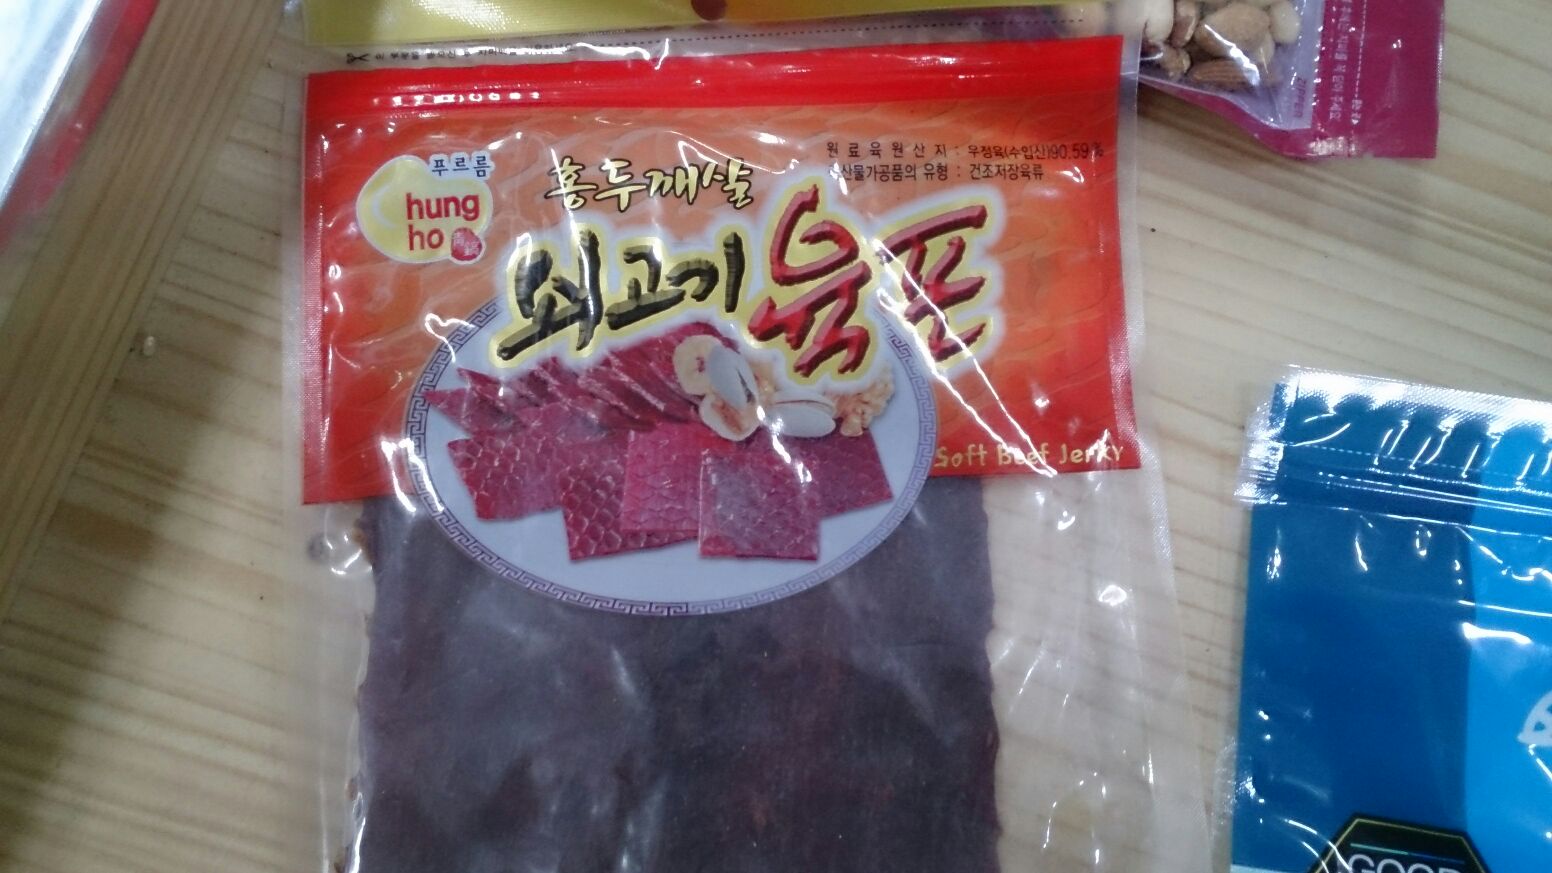 푸르름
hung
ho
홍두깨살
쇠고기육포
원료육원산지 : 우정육(수입산)90.59%
축산물가공품의 유형 : 건조저장육류
Soft Beef Jerky
GOOD